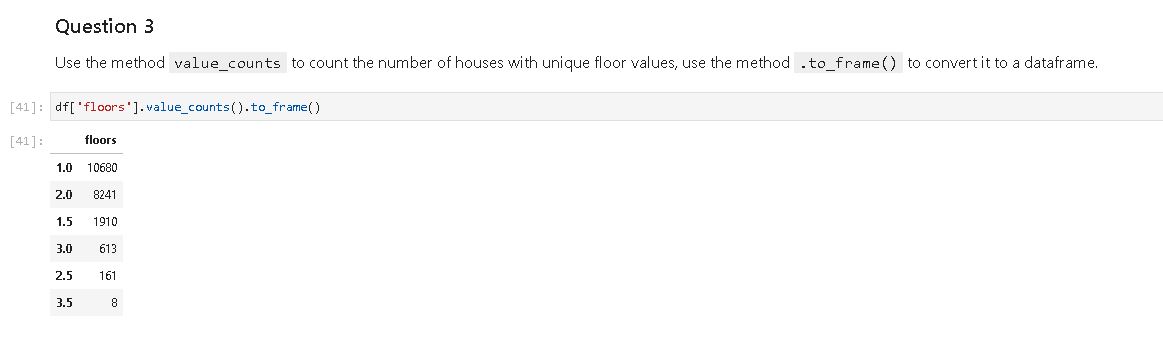 Question 3
Use the method value_counts to count the number of houses with unique floor values, use the method .to_frame() to convert it to a dataframe.
[41]: df['floors'].value_counts().to_frame()
[41]: floors
1.0 10680
2.0 8241
1.5 1910
3.0 613
2.5 161
3.5 8